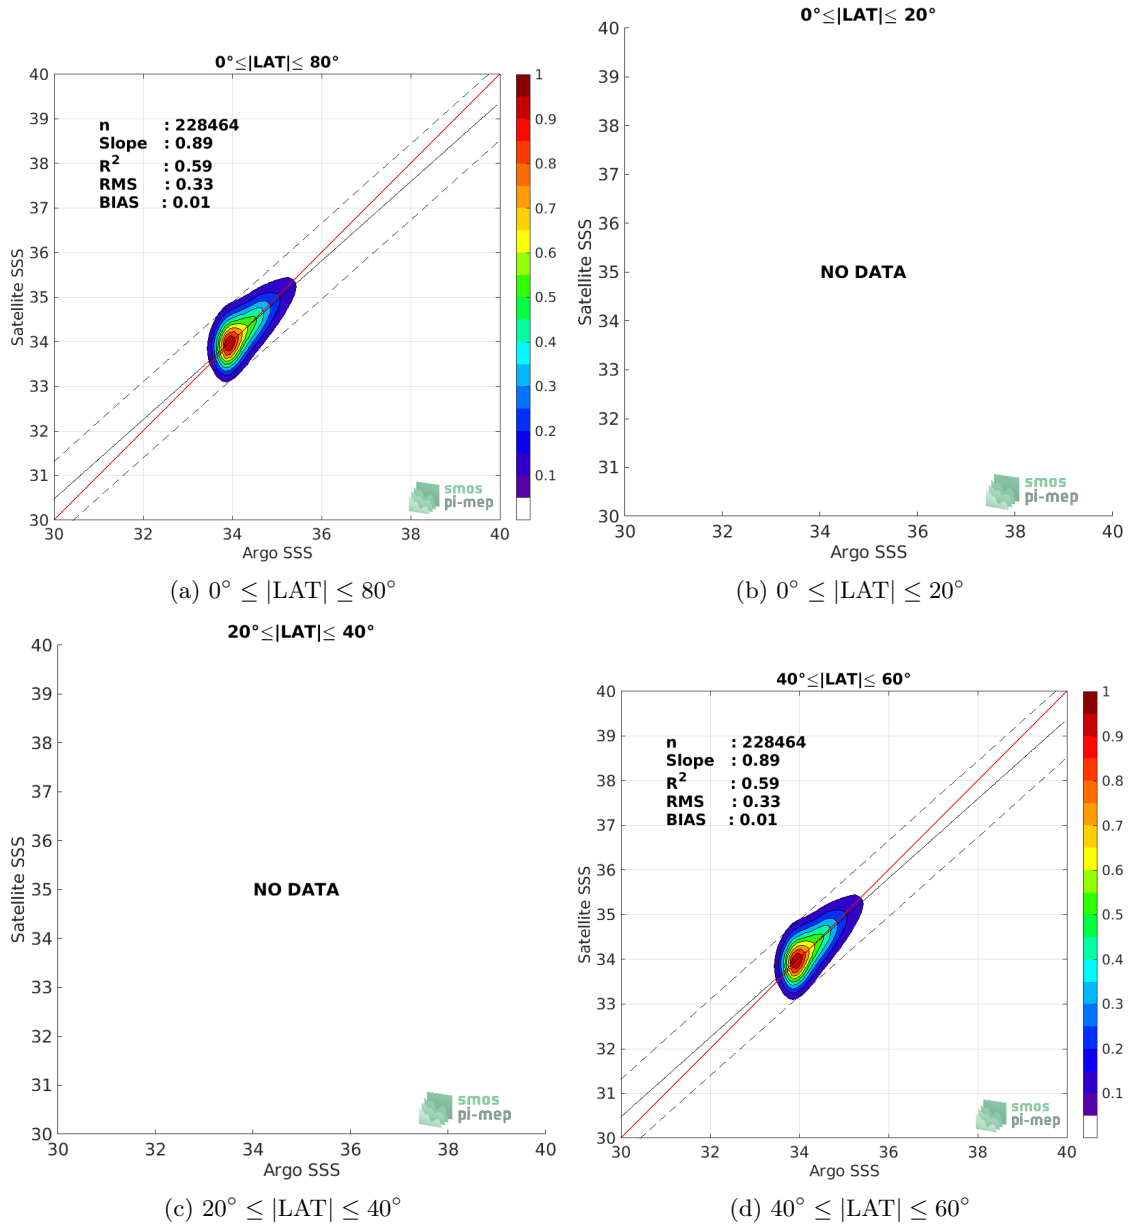 0°≤|LAT|≤ 80°
40
39
38
37
36
35
34
33
32
31
30
n : 228464
Slope : 0.89
R2 : 0.59
RMS : 0.33
BIAS : 0.01
1
0.9
0.8
0.7
0.6
0.5
0.4
0.3
0.2
0.1
Satellite SSS
smos
pi-mep
30 32 34 36 38 40
Argo SSS
(a) 0° ≤ |LAT| ≤ 80°
0°≤|LAT|≤ 20°
40
39
38
37
36
35
34
33
32
31
30
Satellite SSS
NO DATA
smos
pi-mep
30 32 34 36 38 40
Argo SSS
(b) 0° ≤ |LAT| ≤ 20°
20°≤|LAT|≤ 40°
40
39
38
37
36
35
34
33
32
31
30
Satellite SSS
NO DATA
smos
pi-mep
30 32 34 36 38 40
Argo SSS
(c) 20° ≤ |LAT| ≤ 40°
40°≤|LAT|≤ 60°
40
39
38
37
36
35
34
33
32
31
30
n : 228464
Slope : 0.89
R2 : 0.59
RMS : 0.33
BIAS : 0.01
1
0.9
0.8
0.7
0.6
0.5
0.4
0.3
0.2
0.1
Satellite SSS
smos
pi-mep
30 32 34 36 38 40
Argo SSS
(d) 40° ≤ |LAT| ≤ 60°